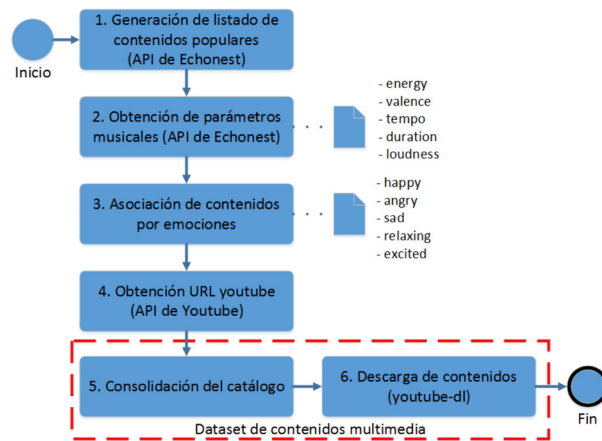 Inicio
1. Generación de listado de
contenidos populares
(API de Echonest)
2. Obtención de parámetros
musicales (API de Echonest)
- energy
- valence
- tempo
- duration
- loudness
3. Asociación de contenidos
por emociones
- happy
- angry
- sad
- relaxing
- excited
4. Obtención URL youtube
(API de Youtube)
5. Consolidación del catálogo
6. Descarga de contenidos
(youtube-dl)
Dataset de contenidos multimedia
Fin